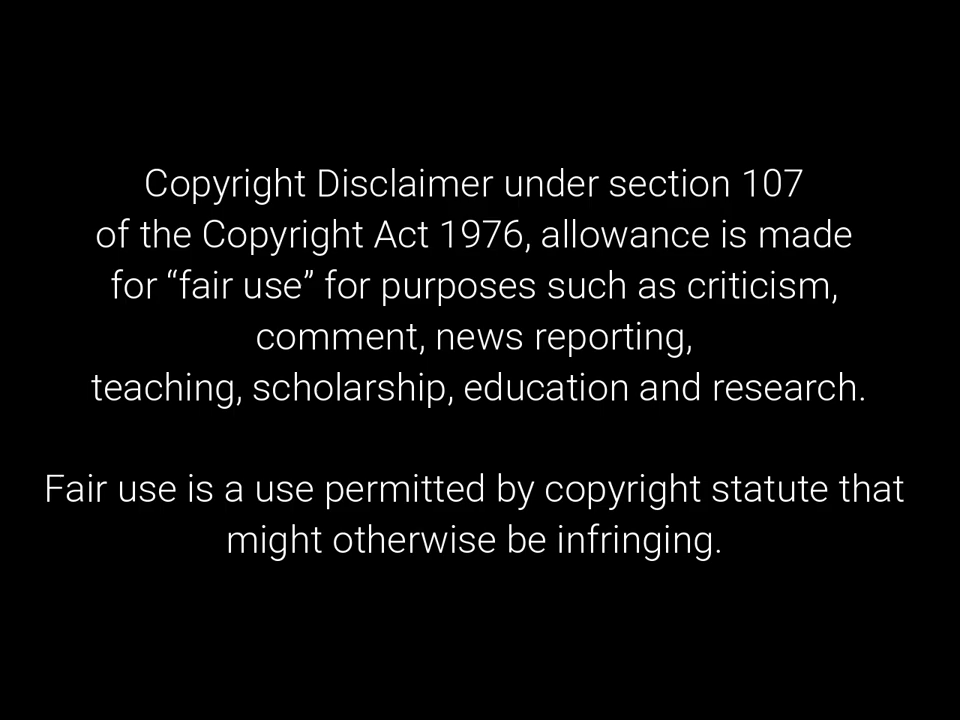 Copyright Disclaimer under section 107
of the Copyright Act 1976, allowance is made
for “fair use” for purposes such as criticism,
comment, news reporting,
teaching, scholarship, education and research.
Fair use is a use permitted by copyright statute that
might otherwise be infringing.